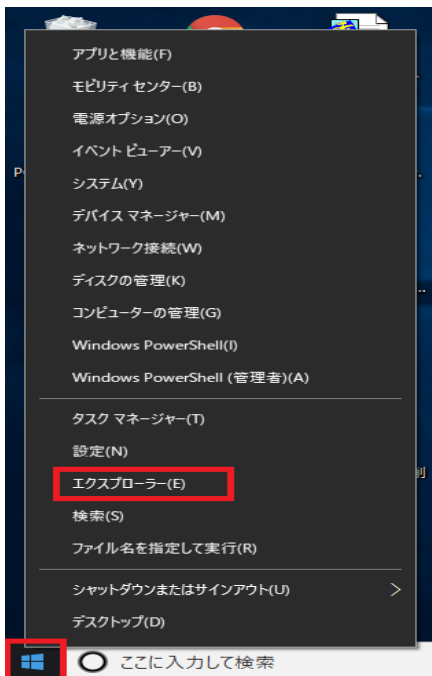 アプリと機能(F)
モビリティ センター(B)
電源オプション(O)
イベント ビューアー(V)
システム(Y)
デバイス マネージャー(M)
ネットワーク接続(W)
ディスクの管理(K)
コンピューターの管理(G)
Windows PowerShell(I)
Windows PowerShell (管理者)(A)
タスク マネージャー(T)
設定(N)
エクスプローラー(E)
検索(S)
ファイル名を指定して実行(R)
シャットダウンまたはサインアウト(U)
デスクトップ(D)
ここに入力して検索